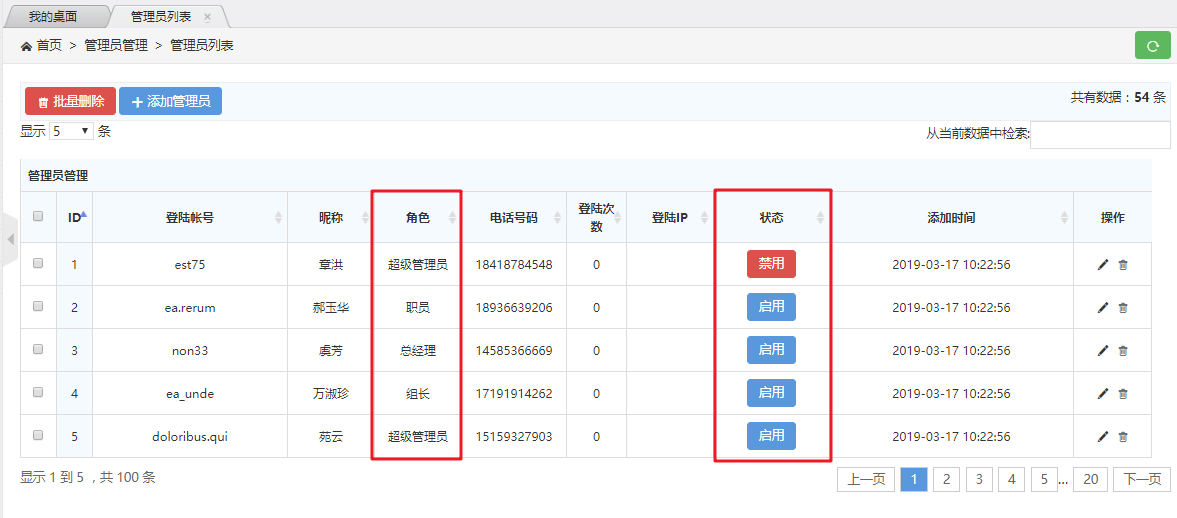 我的桌面 管理员列表 ×
首页 > 管理员管理 > 管理员列表
批量删除 添加管理员 共有数据：54 条
显示 5 条 从当前数据中检索:
管理员管理
ID 登陆帐号 昵称 角色 电话号码 登陆次数 登陆IP 状态 添加时间 操作
1 est75 章洪 超级管理员 18418784548 0 禁用 2019-03-17 10:22:56
2 ea.rerum 郝玉华 职员 18936639206 0 启用 2019-03-17 10:22:56
3 non33 虞芳 总经理 14585366669 0 启用 2019-03-17 10:22:56
4 ea_unde 万淑珍 组长 17191914262 0 启用 2019-03-17 10:22:56
5 doloribus.qui 苑云 超级管理员 15159327903 0 启用 2019-03-17 10:22:56
显示 1 到 5 ，共 100 条 上一页 1 2 3 4 5 ... 20 下一页